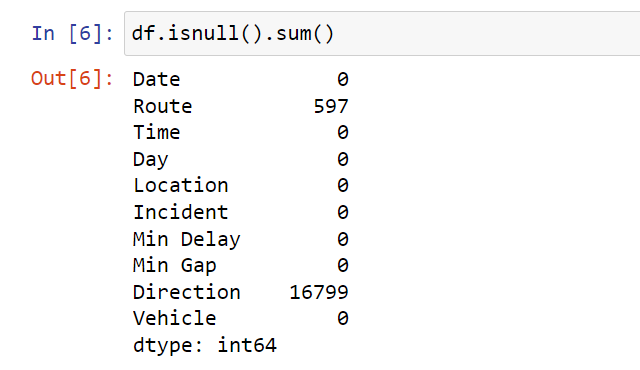 In [6]: df.isnull().sum()
Out[6]: Date 0
Route 597
Time 0
Day 0
Location 0
Incident 0
Min Delay 0
Min Gap 0
Direction 16799
Vehicle 0
dtype: int64